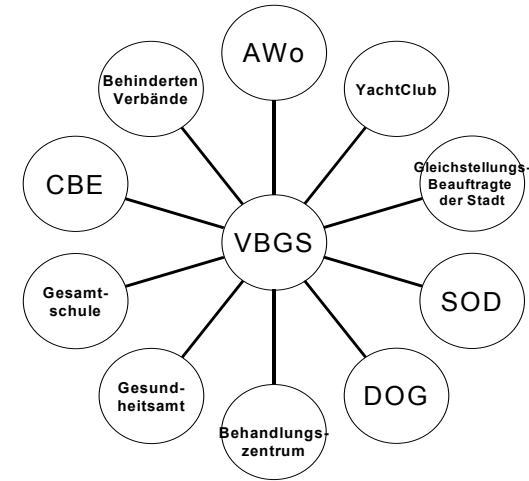 AWo
YachtClub
Gleichstellungs-
Beauftragte
der Stadt
SOD
DOG
Behandlungs-
zentrum
Gesund-
heitsamt
Gesamt-
schule
CBE
Behinderten
Verbände
VBGS